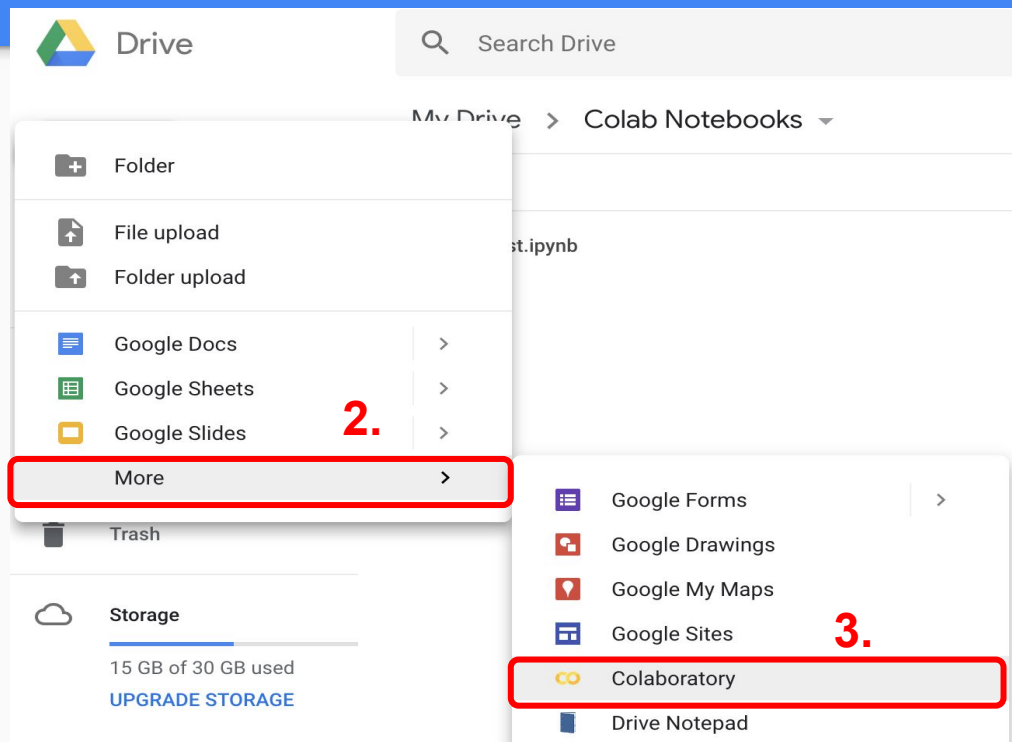 Drive
Search Drive
My Drive > Colab Notebooks
Folder
File upload
Folder upload
st.ipynb
Google Docs
Google Sheets
Google Slides
2.
More
Trash
Storage
15 GB of 30 GB used
UPGRADE STORAGE
Google Forms
Google Drawings
Google My Maps
Google Sites
3.
Colaboratory
Drive Notepad